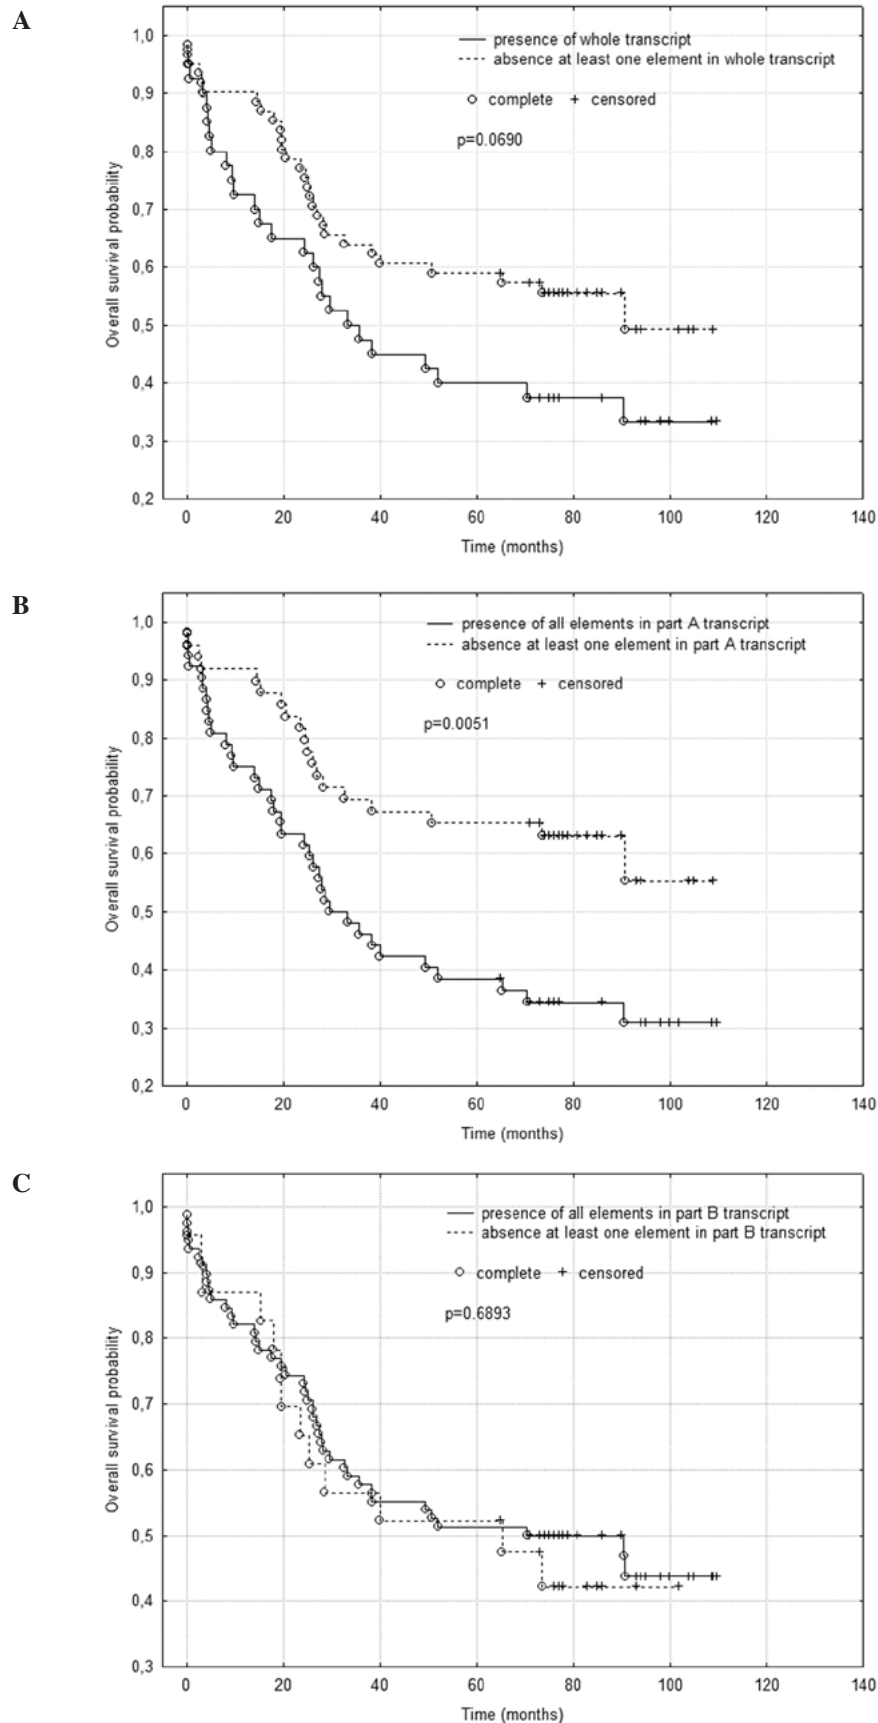 A
presence of whole transcript
absence at least one element in whole transcript
complete + censored
p=0.0690
Overall survival probability
1,0
0,9
0,8
0,7
0,6
0,5
0,4
0,3
0,2
0 20 40 60 80 100 120 140
Time (months)
B
presence of all elements in part A transcript
absence at least one element in part A transcript
complete + censored
p=0.0051
Overall survival probability
1,0
0,9
0,8
0,7
0,6
0,5
0,4
0,3
0,2
0 20 40 60 80 100 120 140
Time (months)
C
presence of all elements in part B transcript
absence at least one element in part B transcript
complete + censored
p=0.6893
Overall survival probability
1,0
0,9
0,8
0,7
0,6
0,5
0,4
0,3
0 20 40 60 80 100 120 140
Time (months)